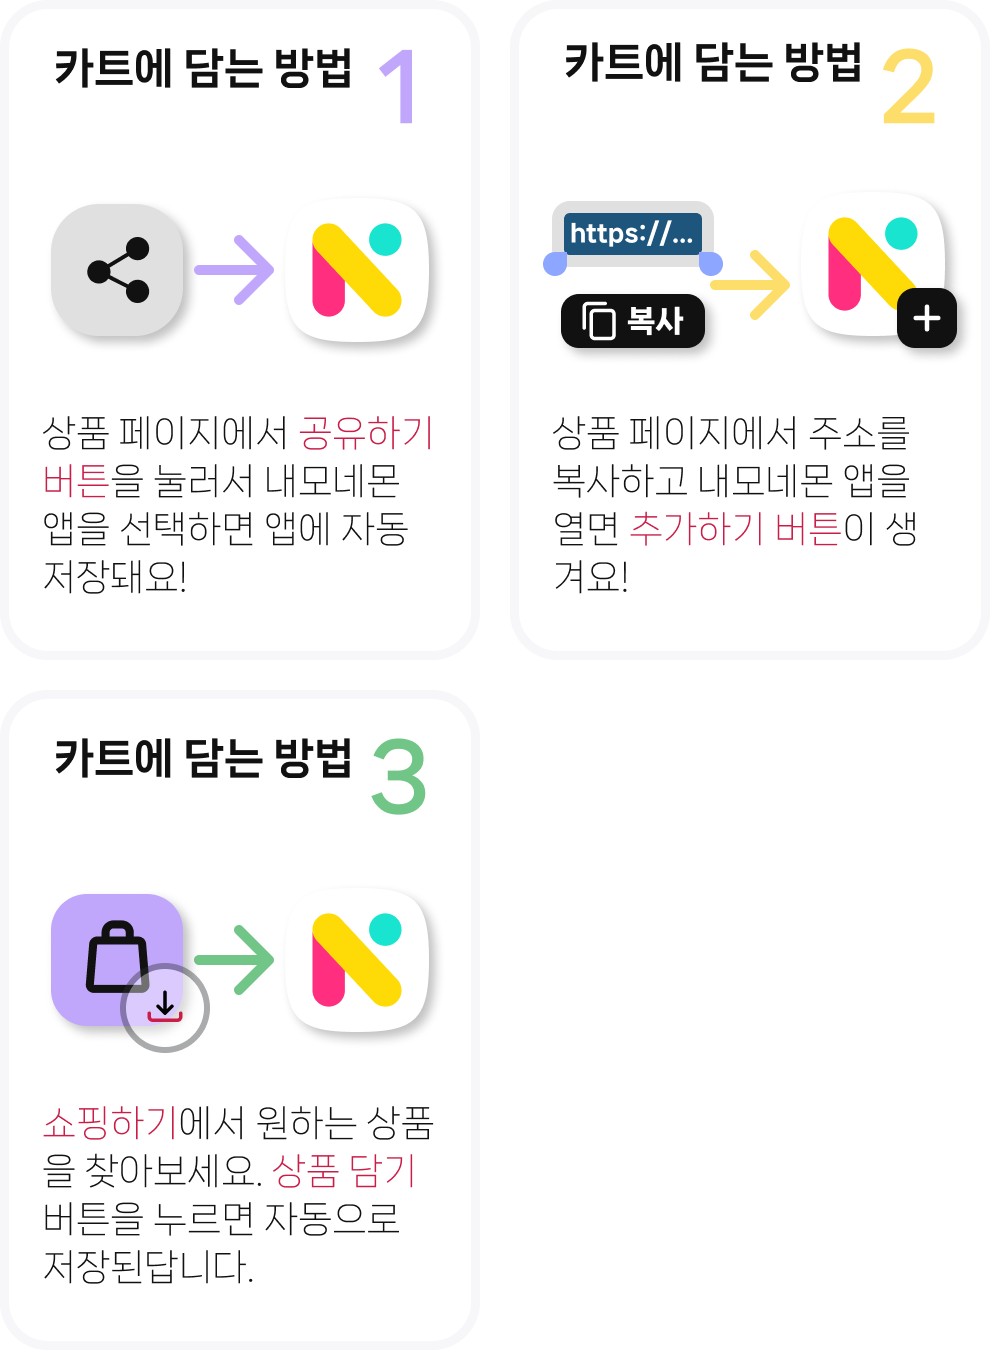 카트에 담는 방법 1
상품 페이지에서 공유하기
버튼을 눌러서 내모네몬
앱을 선택하면 앱에 자동
저장돼요!
카트에 담는 방법 2
https://...
복사
상품 페이지에서 주소를
복사하고 내모네몬 앱을
열면 추가하기 버튼이 생
겨요!
카트에 담는 방법 3
쇼핑하기에서 원하는 상품
을 찾아보세요. 상품 담기
버튼을 누르면 자동으로
저장된답니다.